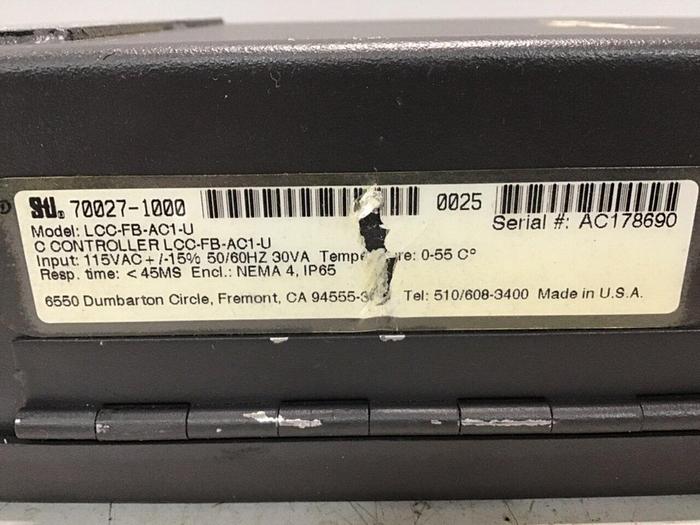 STI® 70027-1000 0025
Serial #: AC178690
Model: LCC-FB-AC1-U
C CONTROLLER LCC-FB-AC1-U
Input: 115VAC +/-15% 50/60HZ 30VA 0-55 C°
Resp. time: < 45MS Encl.: NEMA 4, IP65
6550 Dumbarton Circle, Fremont, CA Tel: 510/608-3400 Made in U.S.A.